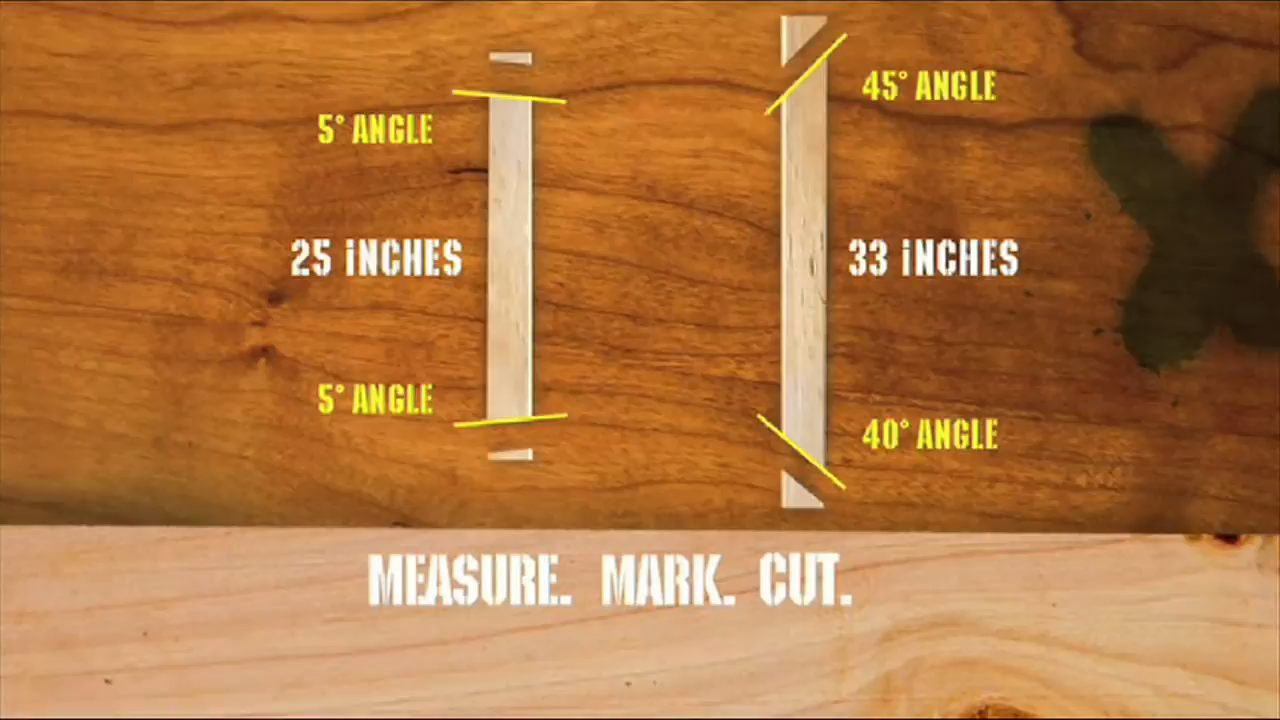 45° ANGLE
5° ANGLE
25 iNCHES
33 iNCHES
5° ANGLE
40° ANGLE
MEASURE. MARK. CUT.